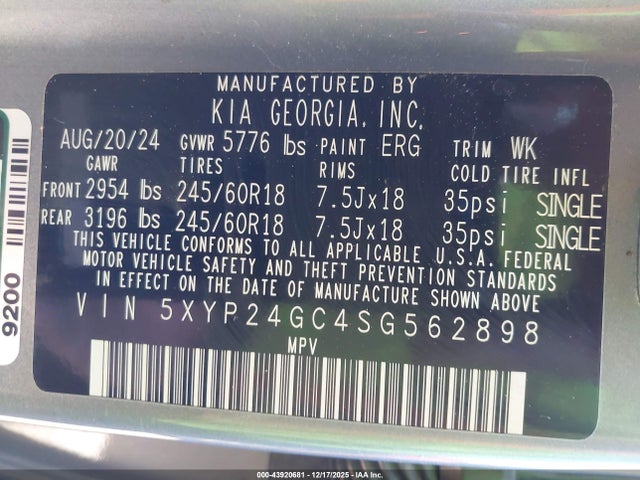 MANUFACTURED BY
KIA GEORGIA, INC.
AUG/20/24 GVWR 5776 lbs PAINT ERG TRIM WK
GAWR TIRES RIMS COLD TIRE INFL
FRONT 2954 lbs 245/60R18 7.5Jx18 35psi SINGLE
REAR 3196 lbs 245/60R18 7.5Jx18 35psi SINGLE
THIS VEHICLE CONFORMS TO ALL APPLICABLE U.S.A. FEDERAL
MOTOR VEHICLE SAFETY AND THEFT PREVENTION STANDARDS
IN EFFECT ON THE DATE OF MANUFACTURE SHOWN ABOVE
VIN 5XYP24GC4SG562898
MPV
9200
000-43920681 - 12/17/2025 - IAAI.COM